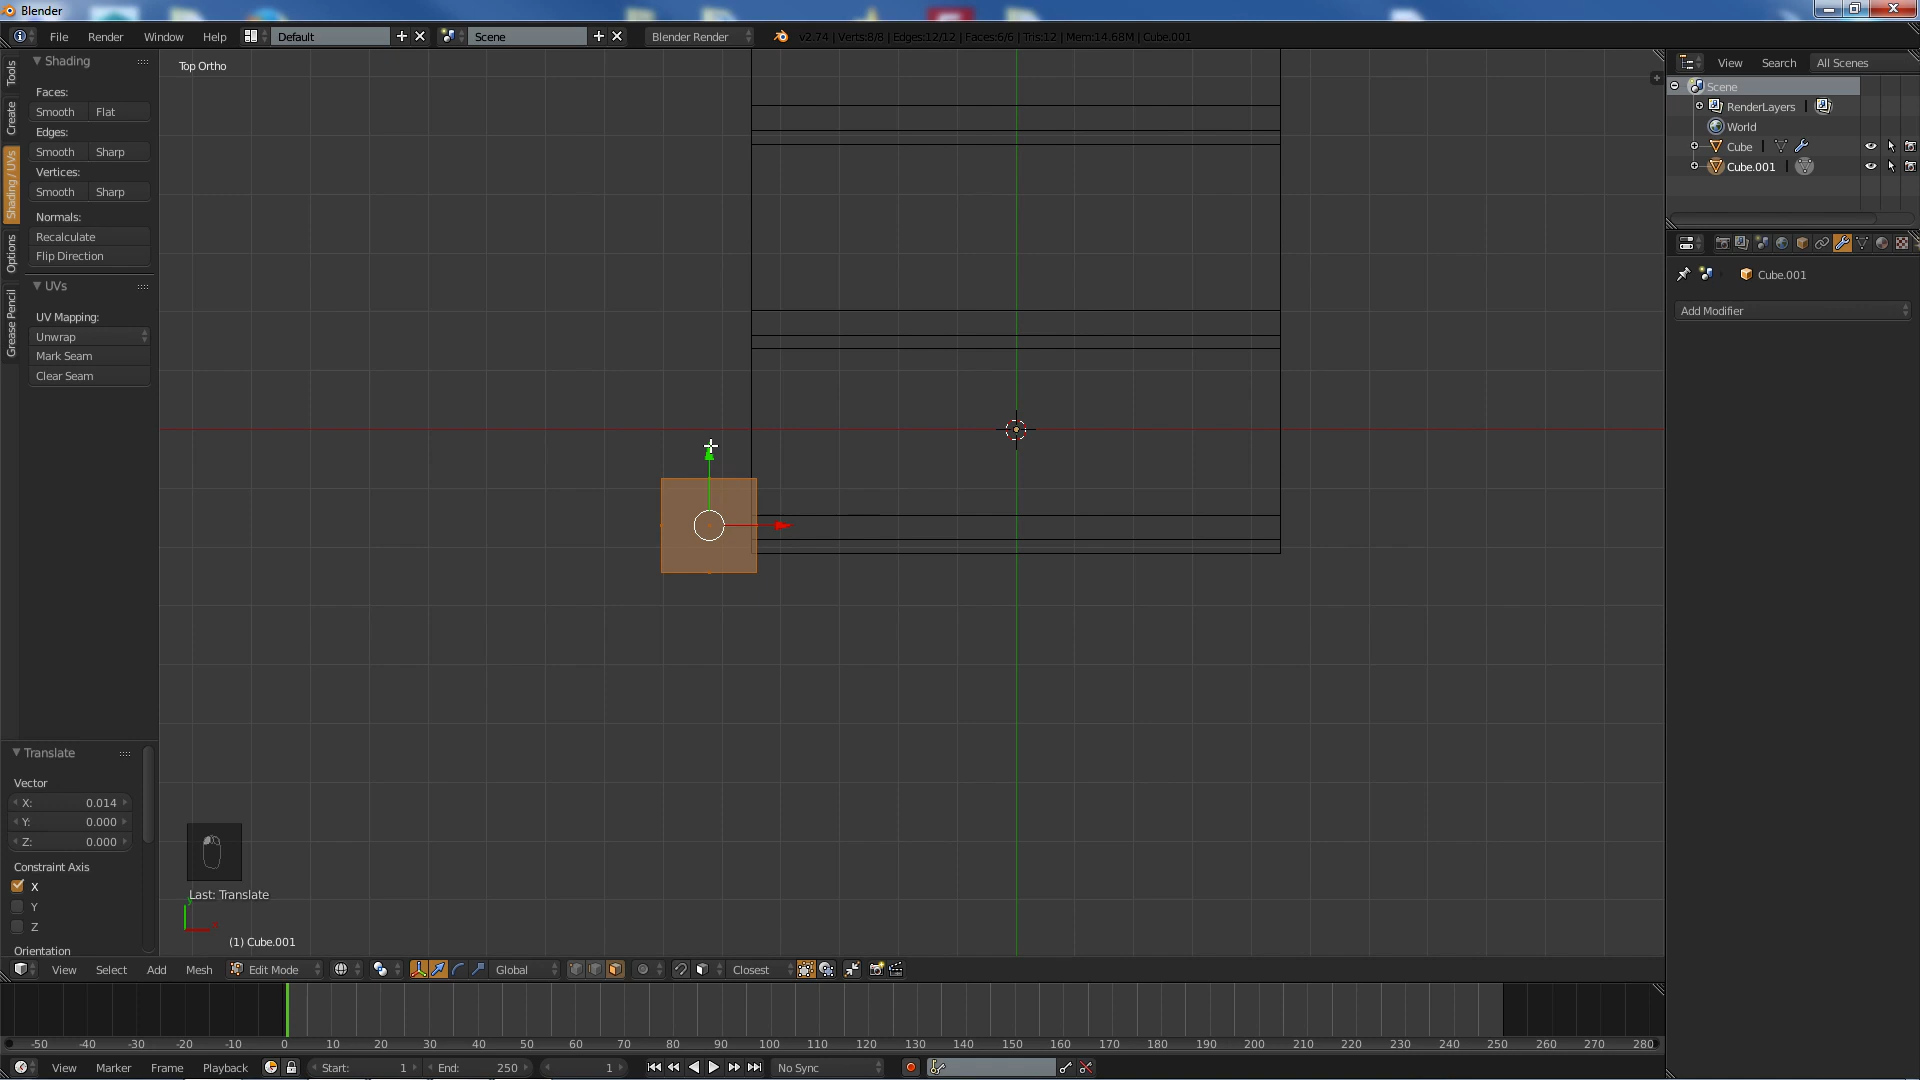 Blender
File Render Window Help Default Scene Blender Render v2.74 | Verts:8/8 | Edges:12/12 | Faces:6/6 | Tris:12 | Mem:14.68M | Cube.001
Tools
Create
Shading / UVs
Options
Grease Pencil
Shading
Faces:
Smooth Flat
Edges:
Smooth Sharp
Vertices:
Smooth Sharp
Normals:
Recalculate
Flip Direction
UVs
UV Mapping:
Unwrap
Mark Seam
Clear Seam
Translate
Vector
X: 0.014
Y: 0.000
Z: 0.000
Constraint Axis
X
Y
Z
Orientation
Top Ortho
Last: Translate
(1) Cube.001
View Select Add Mesh Edit Mode Global Closest
-50 -40 -30 -20 -10 0 10 20 30 40 50 60 70 80 90 100 110 120 130 140 150 160 170 180 190 200 210 220 230 240 250 260 270 280
View Marker Frame Playback Start: 1 End: 250 1 No Sync
View Search All Scenes
Scene
RenderLayers |
World
Cube |
Cube.001 |
Cube.001
Add Modifier